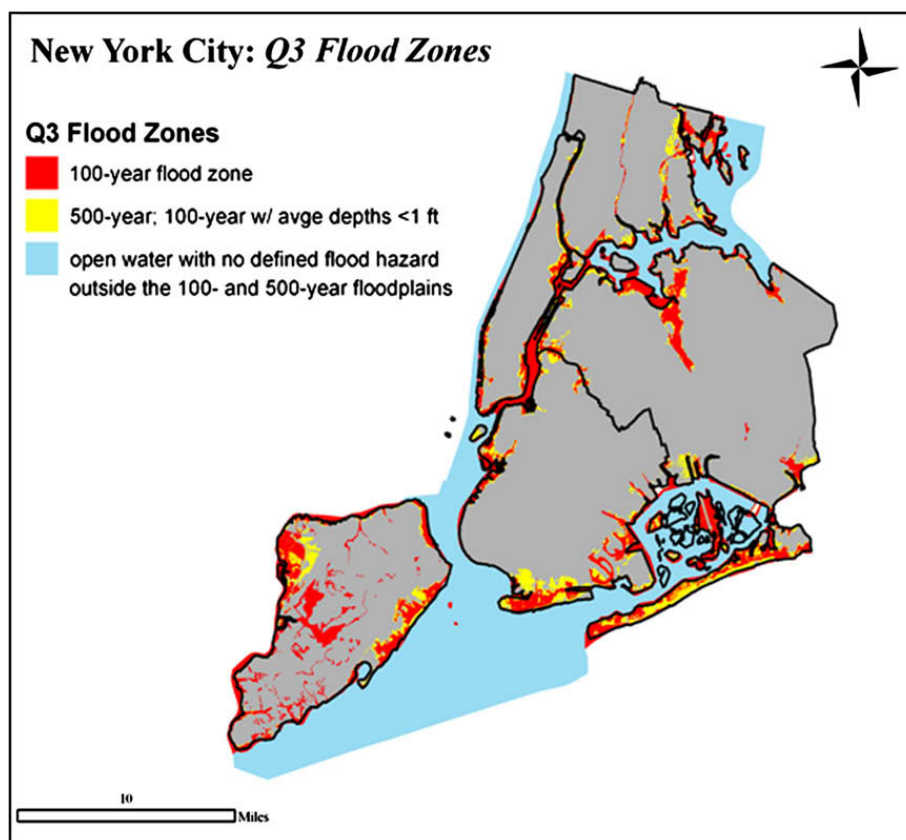 New York City: Q3 Flood Zones
Q3 Flood Zones
100-year flood zone
500-year; 100-year w/ avge depths <1 ft
open water with no defined flood hazard
outside the 100- and 500-year floodplains
10
Miles